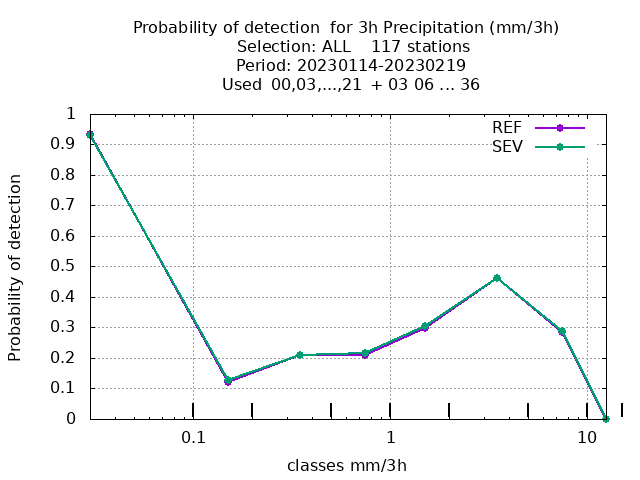 Probability of detection  for 3h Precipitation (mm/3h)
Selection: ALL    117 stations
Period: 20230114-20230219
Used  00,03,...,21  + 03 06 ... 36
REF
SEV
1
0.9
0.8
0.7
0.6
0.5
0.4
0.3
0.2
0.1
0
Probability of detection
0.1 1 10
classes mm/3h